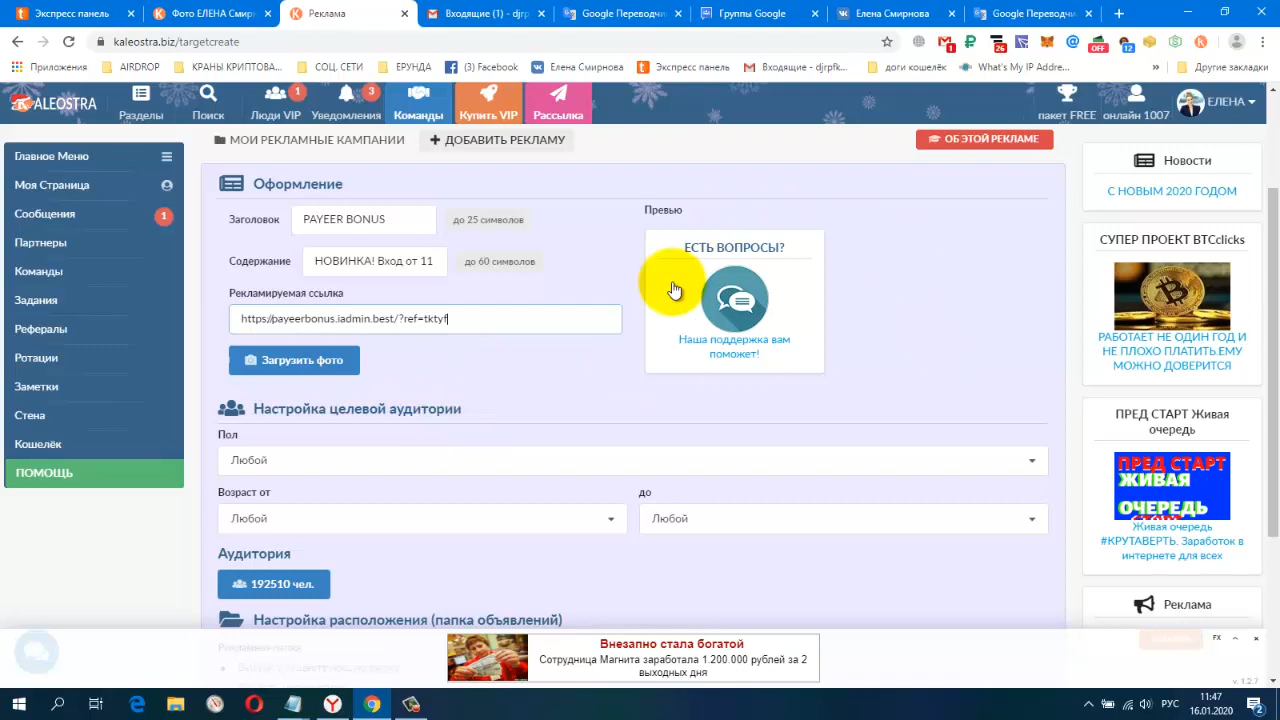 Экспресс панель
Фото ЕЛЕНА Смирн
Реклама
Входящие (1) - djrp
Google Переводчи
Группы Google
Елена Смирнова
Google Переводчи
kaleostra.biz/targetcreate
Приложения
AIRDROP
КРАНЫ КРИПТОВА...
СОЦ. СЕТИ
ЕРУНДА
(3) Facebook
Елена Смирнова
Экспресс панель
Входящие - djrpfk...
доги кошелёк
What's My IP Addre...
»
Другие закладки
KALEOSTRA
Разделы
Поиск
Люди VIP
1
Уведомления
3
Команды
Купить VIP
Рассылка
пакет FREE
онлайн 1007
ЕЛЕНА
МОИ РЕКЛАМНЫЕ КАМПАНИИ
ДОБАВИТЬ РЕКЛАМУ
ОБ ЭТОЙ РЕКЛАМЕ
Главное Меню
Моя Страница
Сообщения
1
Партнеры
Команды
Задания
Рефералы
Ротации
Заметки
Стена
Кошелёк
ПОМОЩЬ
Оформление
Заголовок
PAYEER BONUS
до 25 символов
Содержание
НОВИНКА! Вход от 11
до 60 символов
Рекламируемая ссылка
https://payeerbonus.iadmin.best/?ref=tktyf
Загрузить фото
Превью
ЕСТЬ ВОПРОСЫ?
Наша поддержка вам
поможет!
Настройка целевой аудитории
Пол
Любой
Возраст от
до
Любой
Любой
Аудитория
192510 чел.
Настройка расположения (папка объявлений)
Новости
С НОВЫМ 2020 ГОДОМ
СУПЕР ПРОЕКТ BTCclicks
РАБОТАЕТ НЕ ОДИН ГОД И
НЕ ПЛОХО ПЛАТИТЬ.ЕМУ
МОЖНО ДОВЕРИТСЯ
ПРЕД СТАРТ Живая
очередь
ПРЕД СТАРТ
ЖИВАЯ
ОЧЕРЕДЬ
Живая очередь
#КРУТАВЕРТЬ. Заработок в
интернете для всех
Реклама
Внезапно стала богатой
Сотрудница Магнита заработала 1.200.000 рублей за 2
выходных дня
FX
v. 1.2.7
РУС
11:47
16.01.2020
2